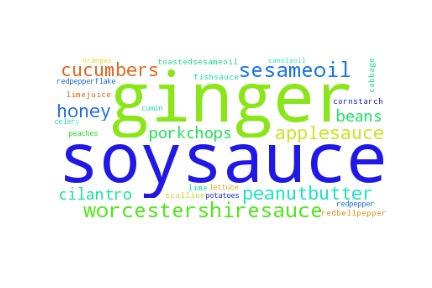 oranges toastedsesameoil canolaoil
cucumbers sesameoil
redpepperflake fishsauce cabbage
limejuice ginger cornstarch
honey cumin beans
celery
peaches porkchops applesauce
soysauce
cilantro lime lettuce peanutbutter
scallion potatoes redpepper
worcestershiresauce redbellpepper